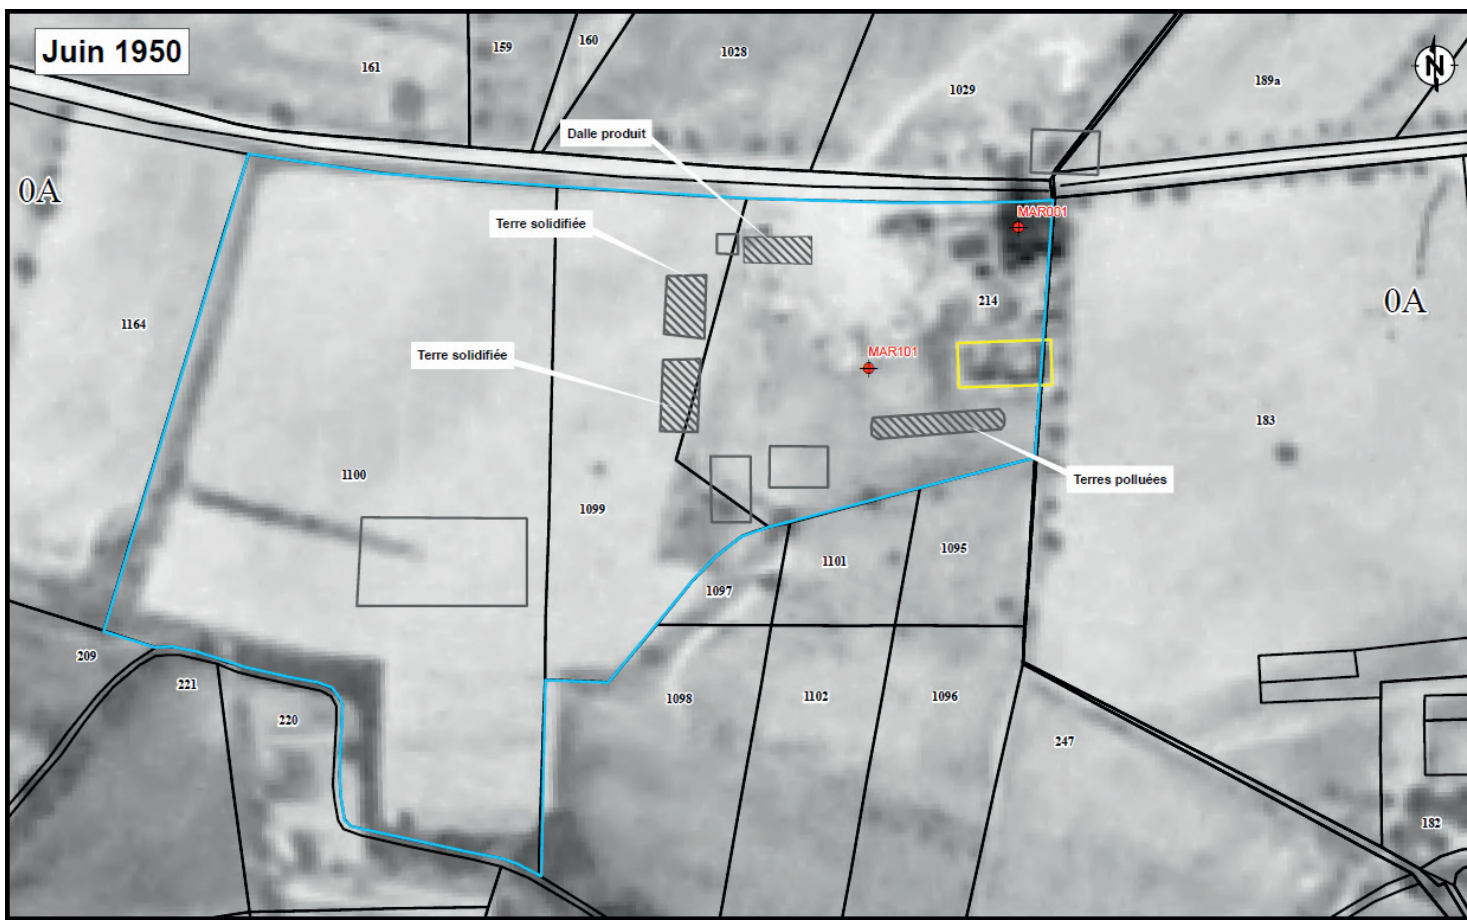 Juin 1950
159
160
1028
161
1029
189a
N
Dalle produit
0A
MAR001
Terre solidifiée
214
0A
1164
Terre solidifiée
MAR101
183
1100
1099
Terres polluées
1101
1095
1097
209
221
1098
1102
1096
220
247
182